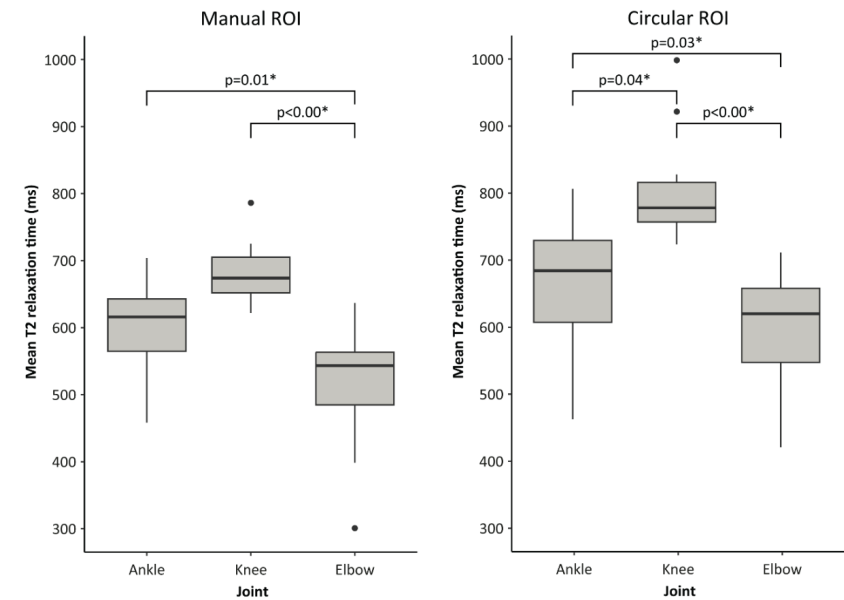 Manual ROI
Mean T2 relaxation time (ms)
1000
900
800
700
600
500
400
300
p=0.01*
p<0.00*
Ankle Knee Elbow
Joint
Circular ROI
Mean T2 relaxation time (ms)
1000
900
800
700
600
500
400
300
p=0.03*
p=0.04*
p<0.00*
Ankle Knee Elbow
Joint